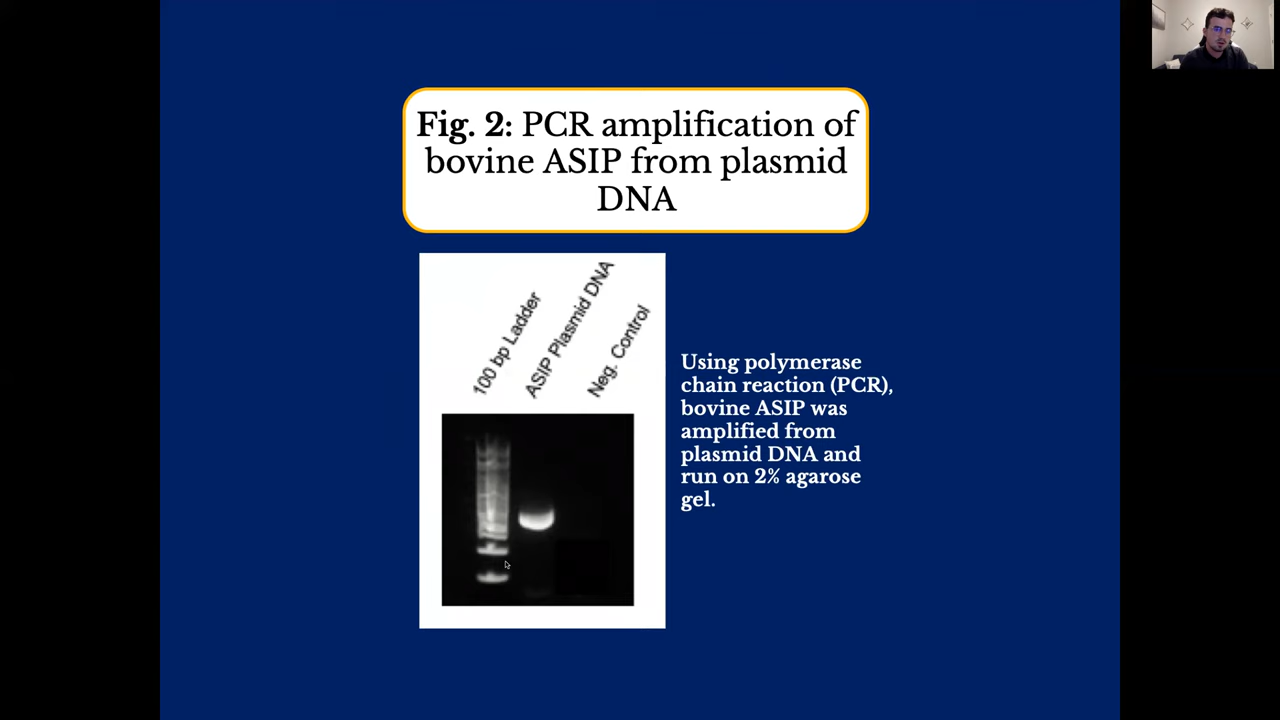 Fig. 2: PCR amplification of
bovine ASIP from plasmid
DNA
100 bp Ladder
ASIP Plasmid DNA
Neg. Control
Using polymerase
chain reaction (PCR),
bovine ASIP was
amplified from
plasmid DNA and
run on 2% agarose
gel.